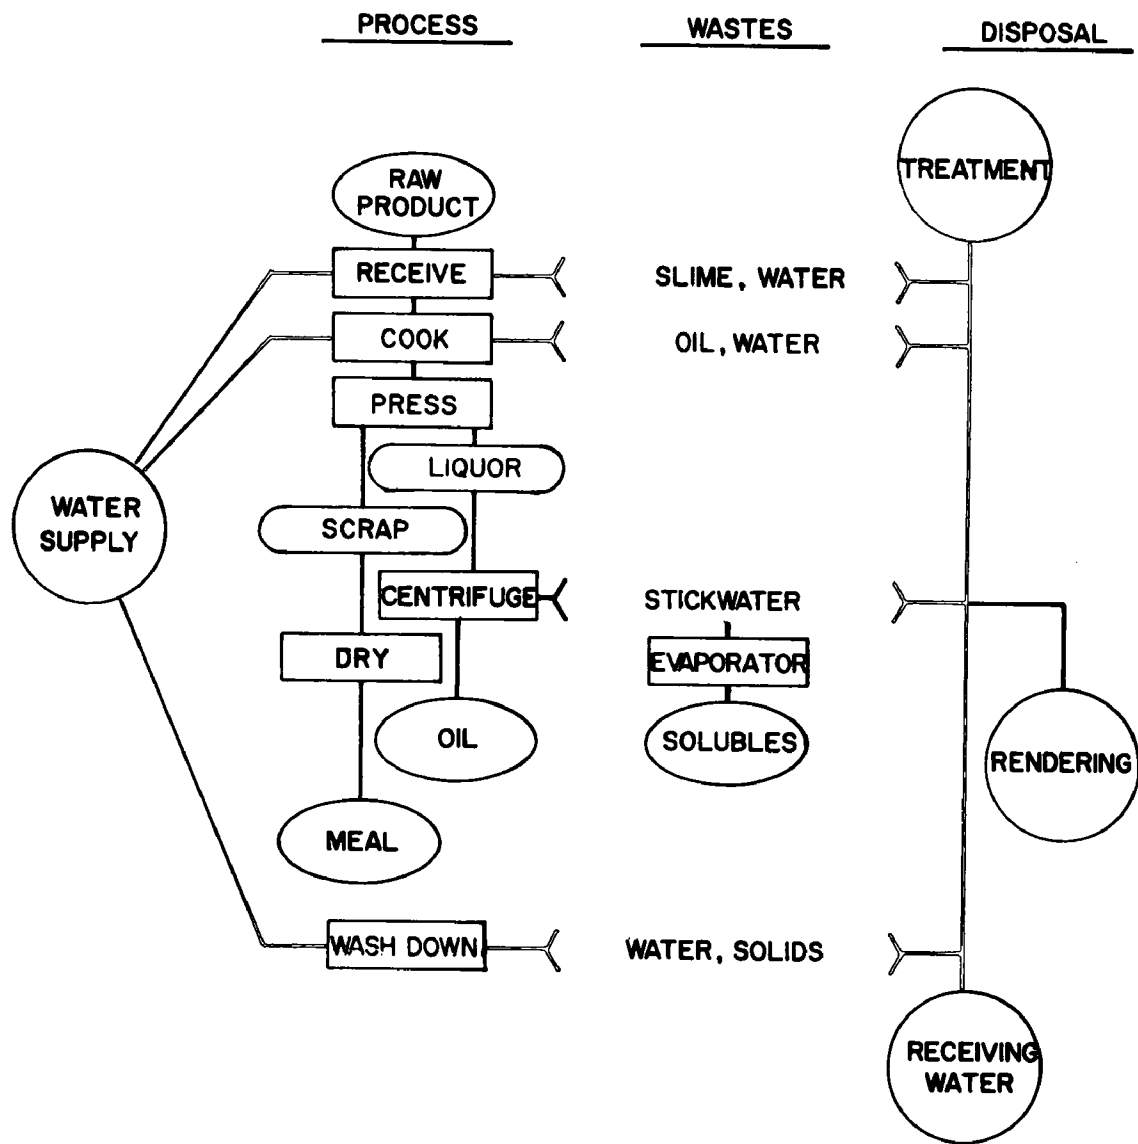 PROCESS
WASTES
DISPOSAL
TREATMENT
RAW
PRODUCT
RECEIVE
SLIME, WATER
COOK
OIL, WATER
PRESS
LIQUOR
WATER
SUPPLY
SCRAP
CENTRIFUGE
STICKWATER
DRY
EVAPORATOR
OIL
SOLUBLES
RENDERING
MEAL
WASH DOWN
WATER, SOLIDS
RECEIVING
WATER